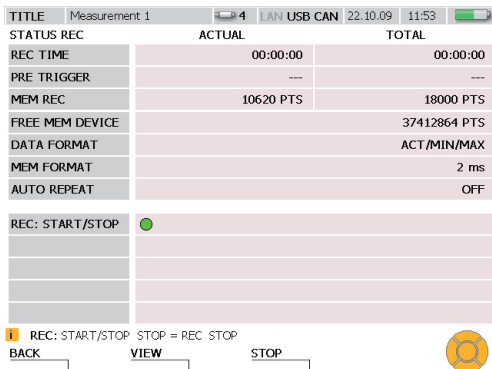 TITLE Measurement 1 4 LAN USB CAN 22.10.09 11:53
STATUS REC ACTUAL TOTAL
REC TIME 00:00:00 00:00:00
PRE TRIGGER --- ---
MEM REC 10620 PTS 18000 PTS
FREE MEM DEVICE 37412864 PTS
DATA FORMAT ACT/MIN/MAX
MEM FORMAT 2 ms
AUTO REPEAT OFF
REC: START/STOP
i REC: START/STOP STOP = REC STOP
BACK VIEW STOP